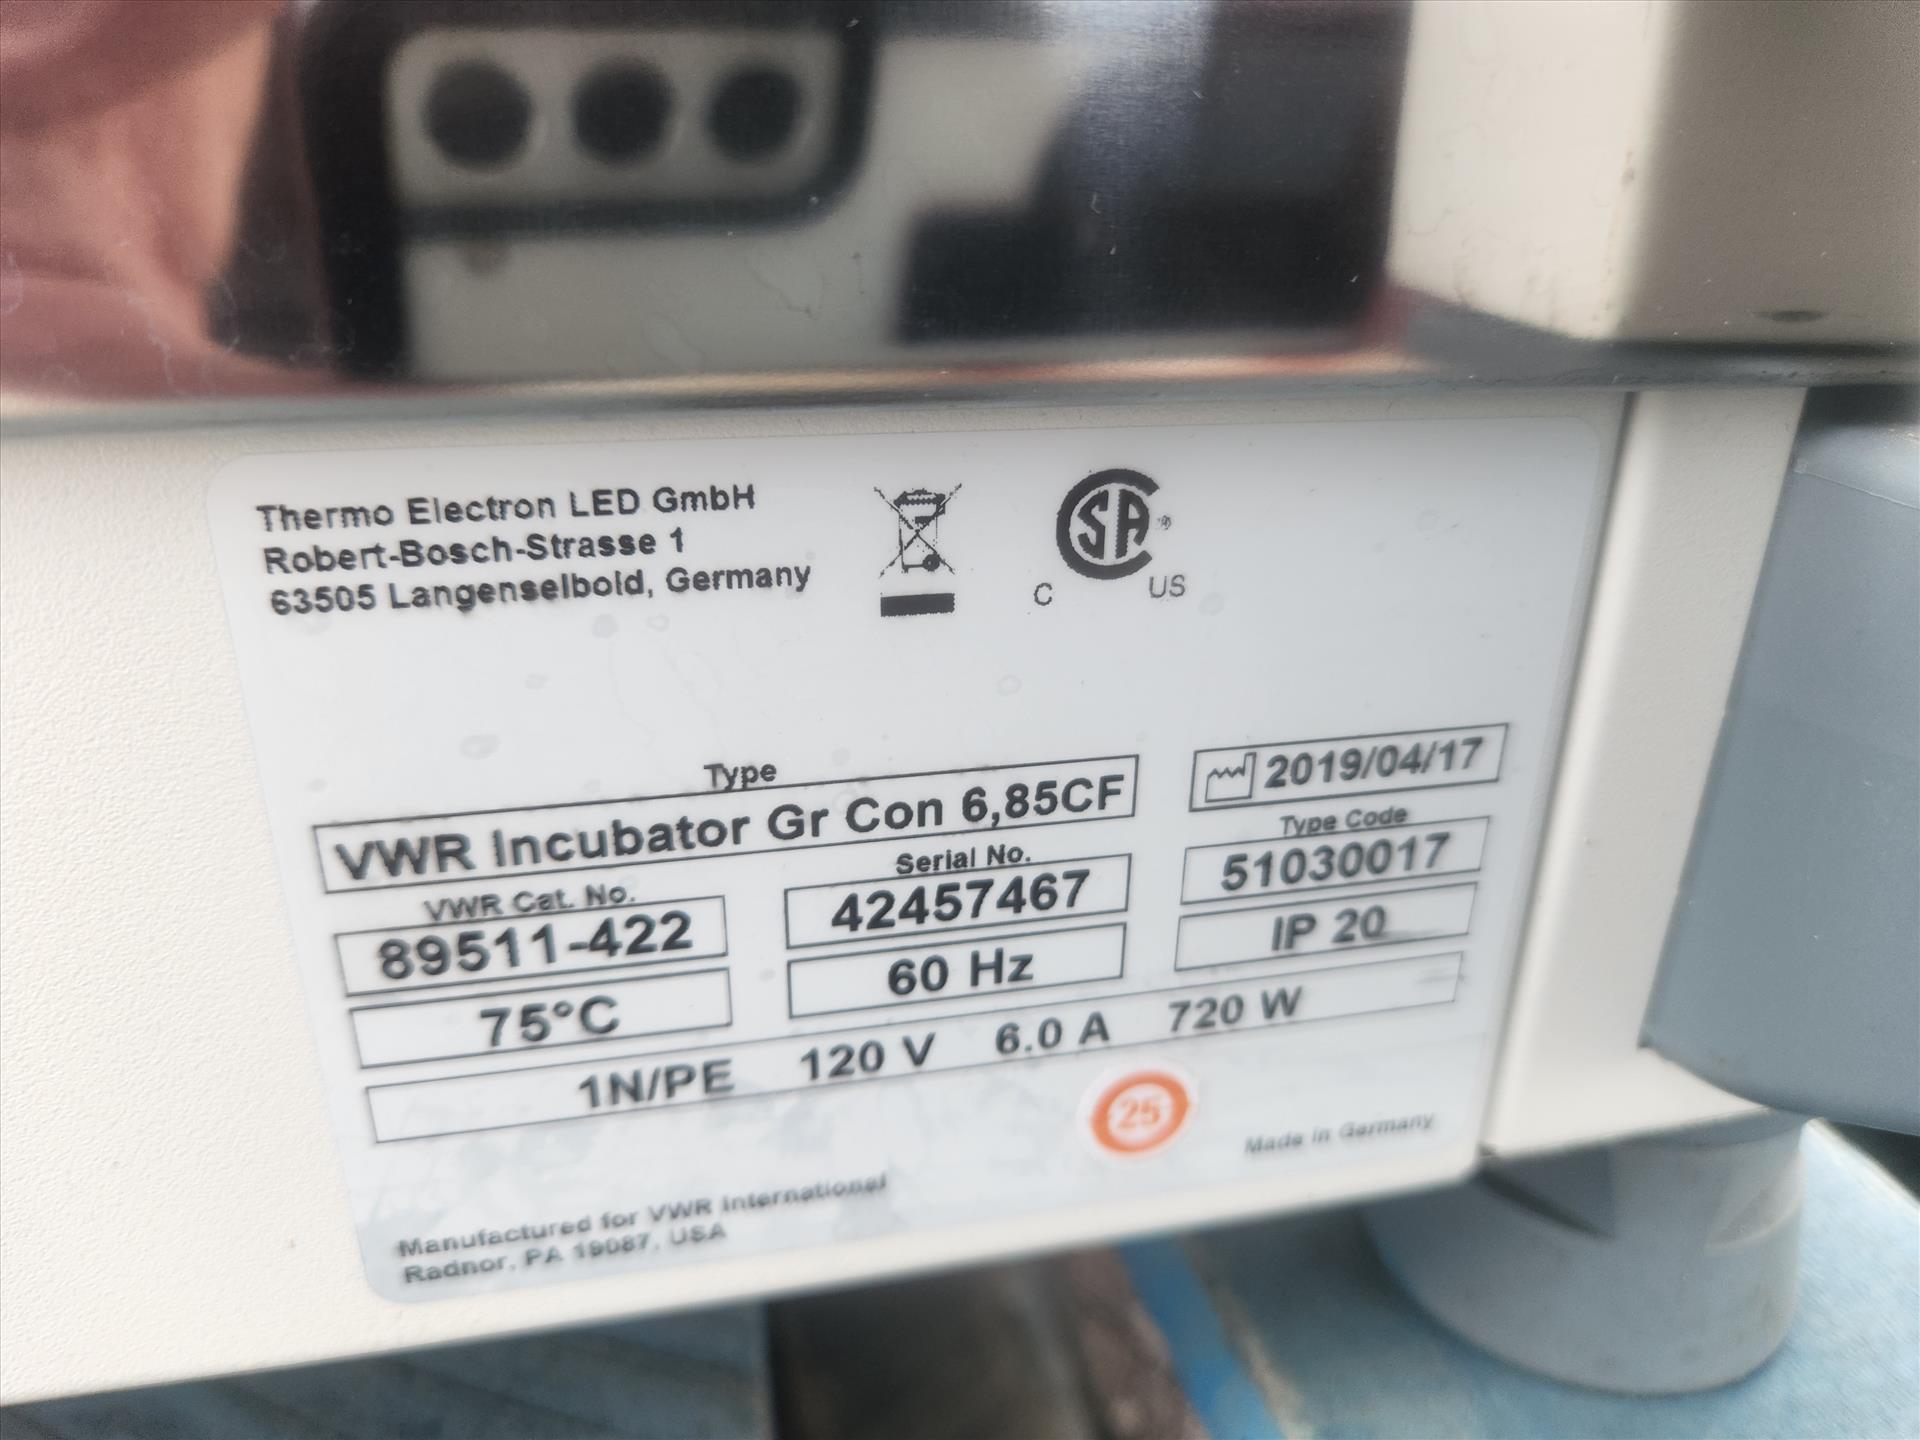 Thermo Electron LED GmbH
Robert-Bosch-Strasse 1
63505 Langenselbold, Germany
CSA ®
C US
Type
VWR Incubator Gr Con 6,85CF
2019/04/17
VWR Cat. No.
89511-422
Serial No.
42457467
Type Code
51030017
75°C
60 Hz
IP 20
1N/PE 120 V 6.0 A 720 W
25
Made in Germany
Manufactured for VWR International
Radnor, PA 19087, USA